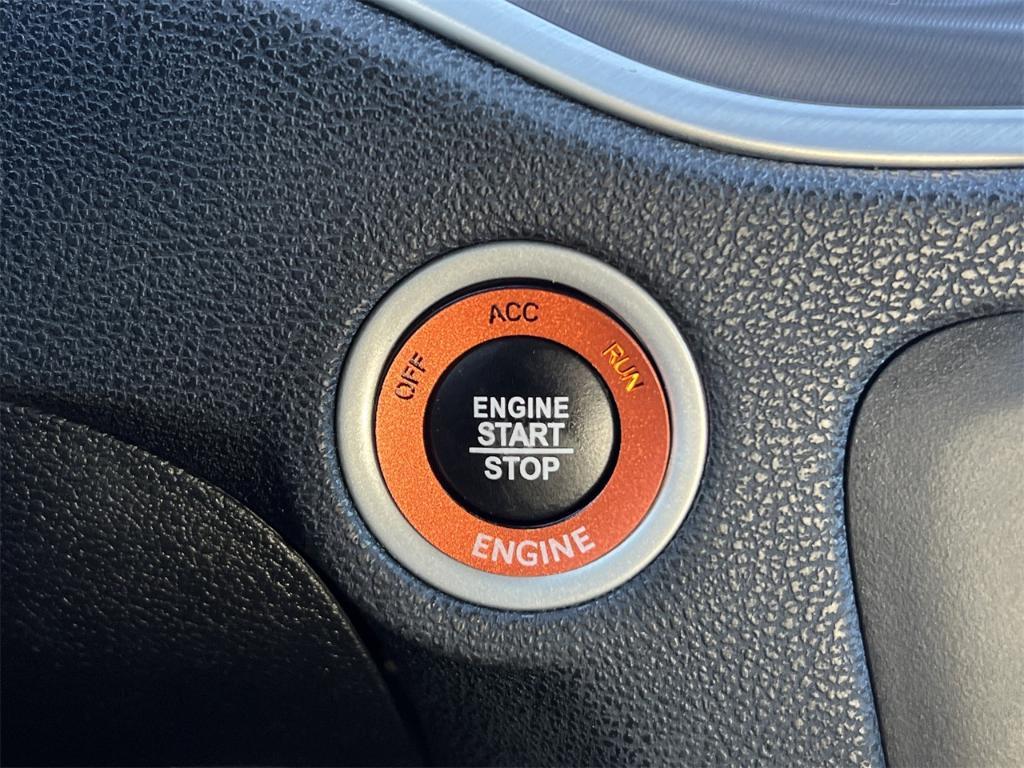 OFF
ACC
RUN
ENGINE
START
STOP
ENGINE